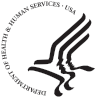 DEPARTMENT OF HEALTH & HUMAN SERVICES · USA